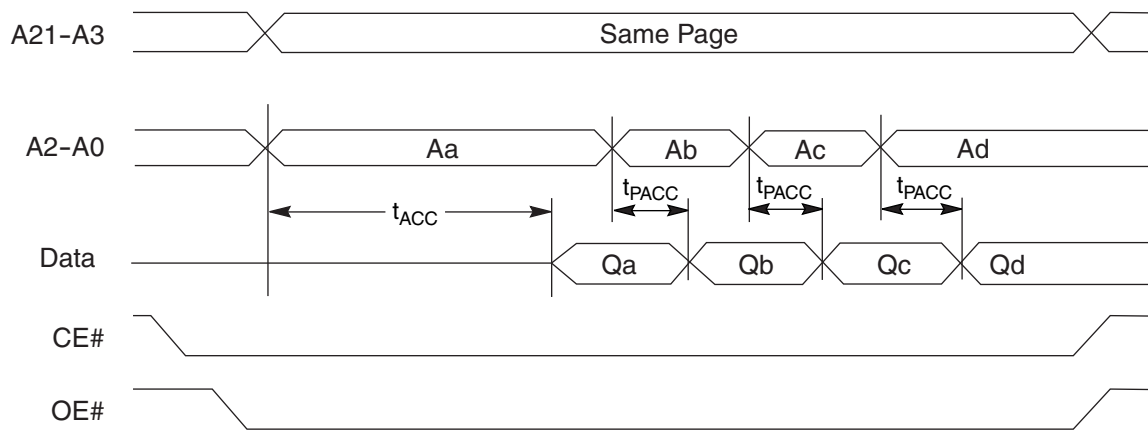 A21-A3 Same Page
A2-A0 Aa Ab Ac Ad
tACC tPACC tPACC tPACC
Data Qa Qb Qc Qd
CE#
OE#